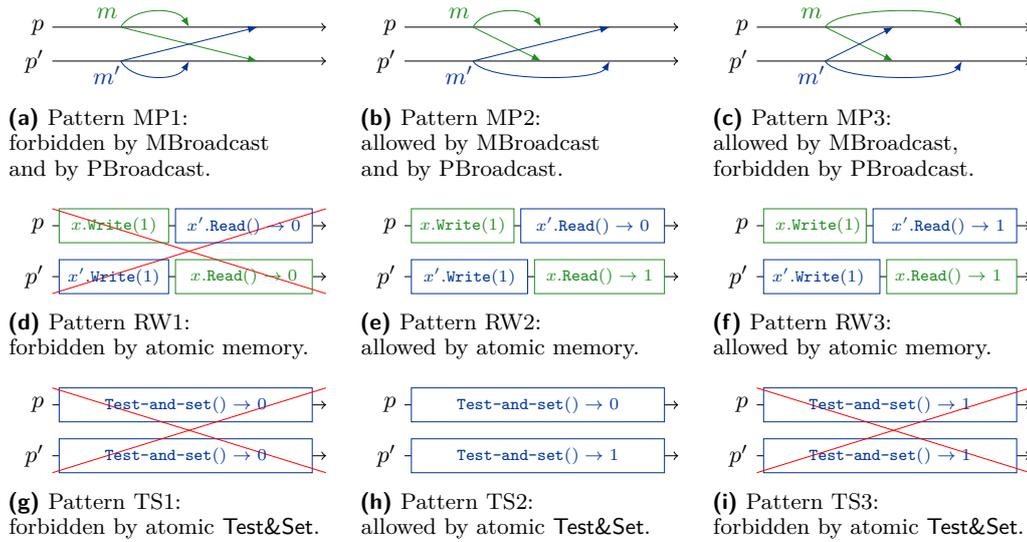 m m m
p p p
p′ p′ p′
m′ m′ m′
(a) Pattern MP1: (b) Pattern MP2: (c) Pattern MP3:
forbidden by MBroadcast allowed by MBroadcast allowed by MBroadcast,
and by PBroadcast. and by PBroadcast. forbidden by PBroadcast.
p x.Write(1) x′.Read() → 0 p x.Write(1) x′.Read() → 0 p x.Write(1) x′.Read() → 1
p′ x′.Write(1) x.Read() → 0 p′ x′.Write(1) x.Read() → 1 p′ x′.Write(1) x.Read() → 1
(d) Pattern RW1: (e) Pattern RW2: (f) Pattern RW3:
forbidden by atomic memory. allowed by atomic memory. allowed by atomic memory.
p Test-and-set() → 0 p Test-and-set() → 0 p Test-and-set() → 1
p′ Test-and-set() → 0 p′ Test-and-set() → 1 p′ Test-and-set() → 1
(g) Pattern TS1: (h) Pattern TS2: (i) Pattern TS3:
forbidden by atomic Test&Set. allowed by atomic Test&Set. forbidden by atomic Test&Set.